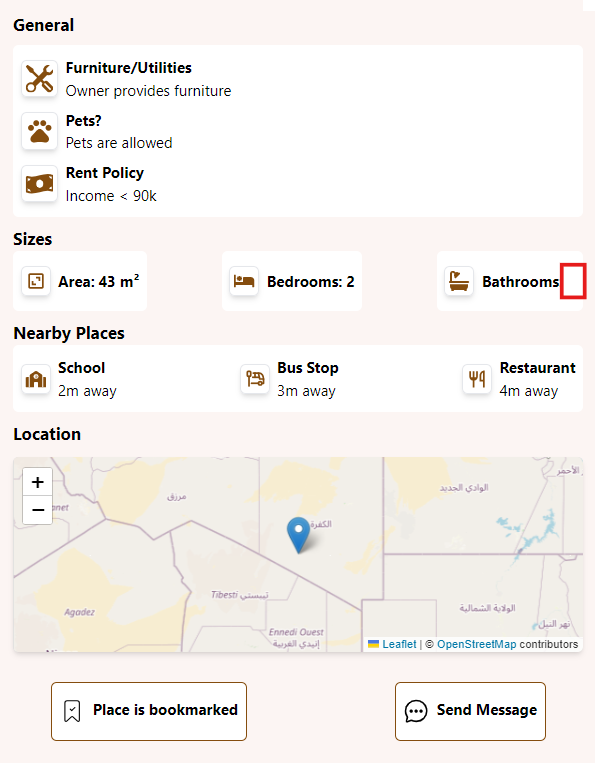 General
Furniture/Utilities
Owner provides furniture
Pets?
Pets are allowed
Rent Policy
Income < 90k
Sizes
Area: 43 m²
Bedrooms: 2
Bathrooms
Nearby Places
School
2m away
Bus Stop
3m away
Restaurant
4m away
Location
+
−
مرزق
الوادي الجديد
الكفرة
Tibesti تيبستي
Agadez
الولاية الشمالية
Ennedi Ouest
إنيدي الغربية
نهر النيل
Leaflet | © OpenStreetMap contributors
Place is bookmarked
Send Message